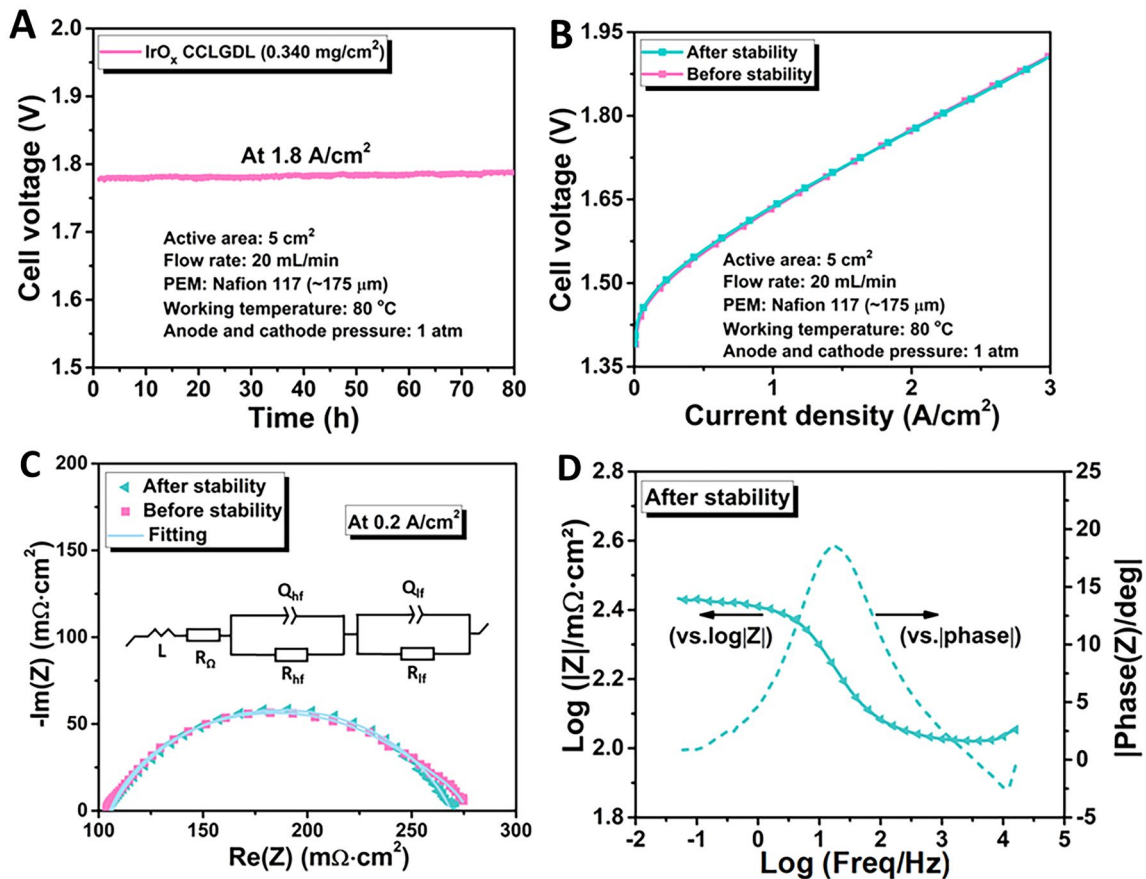 A
2.0
1.9
1.8
1.7
1.6
1.5
Cell voltage (V)
IrOₓ CCLGDL (0.340 mg/cm²)
At 1.8 A/cm²
Active area: 5 cm²
Flow rate: 20 mL/min
PEM: Nafion 117 (~175 μm)
Working temperature: 80 °C
Anode and cathode pressure: 1 atm
0 10 20 30 40 50 60 70 80
Time (h)
B
1.95
1.80
1.65
1.50
1.35
Cell voltage (V)
After stability
Before stability
Active area: 5 cm²
Flow rate: 20 mL/min
PEM: Nafion 117 (~175 μm)
Working temperature: 80 °C
Anode and cathode pressure: 1 atm
0 1 2 3
Current density (A/cm²)
C
200
150
100
50
0
-Im(Z) (mΩ·cm²)
After stability
Before stability
Fitting
At 0.2 A/cm²
Qhf
Qlf
L
RΩ
Rhf
Rlf
100 150 200 250 300
Re(Z) (mΩ·cm²)
D
2.8
2.6
2.4
2.2
2.0
1.8
Log (|Z|/mΩ·cm²)
After stability
(vs.log|Z|)
(vs.|phase|)
25
20
15
10
5
0
-5
|Phase(Z)/deg|
-2 -1 0 1 2 3 4 5
Log (Freq/Hz)